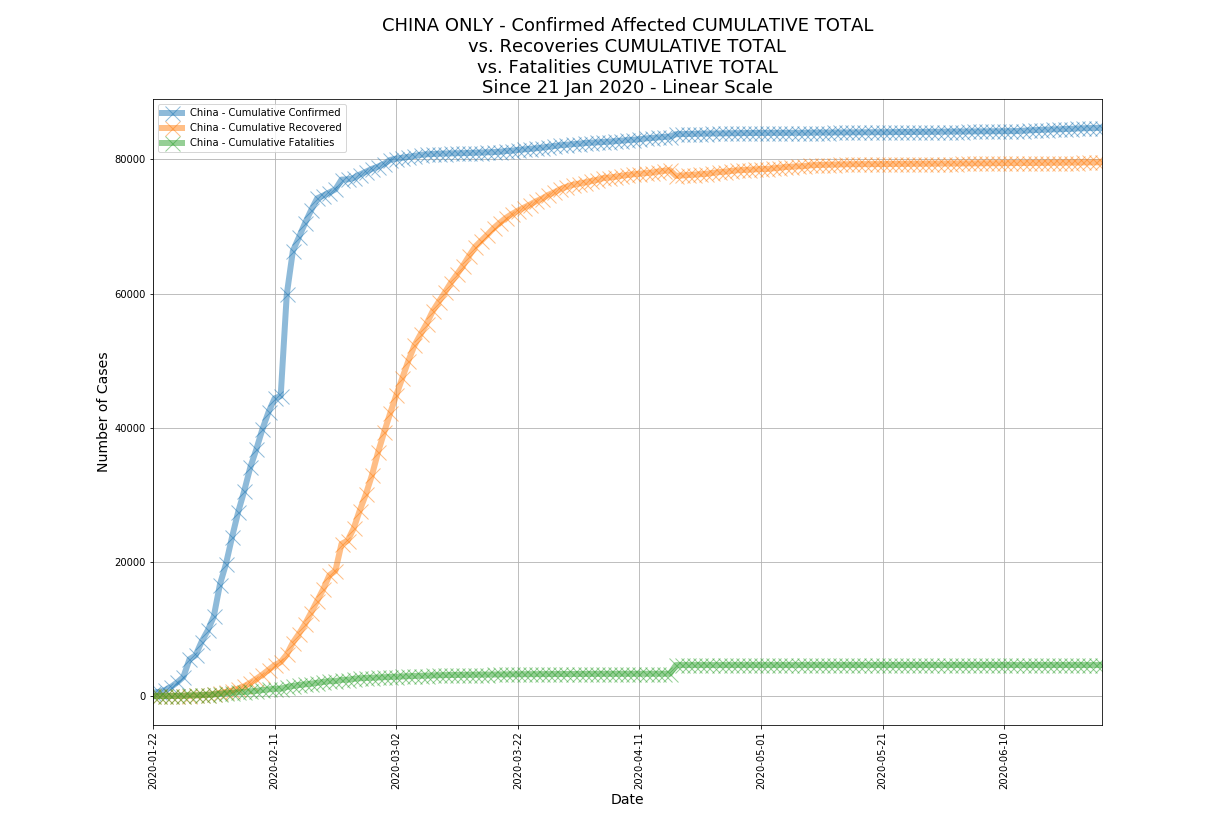 CHINA ONLY - Confirmed Affected CUMULATIVE TOTAL
vs. Recoveries CUMULATIVE TOTAL
vs. Fatalities CUMULATIVE TOTAL
Since 21 Jan 2020 - Linear Scale
China - Cumulative Confirmed
China - Cumulative Recovered
China - Cumulative Fatalities
80000
60000
40000
20000
0
Number of Cases
2020-01-22
2020-02-11
2020-03-02
2020-03-22
2020-04-11
2020-05-01
2020-05-21
2020-06-10
Date